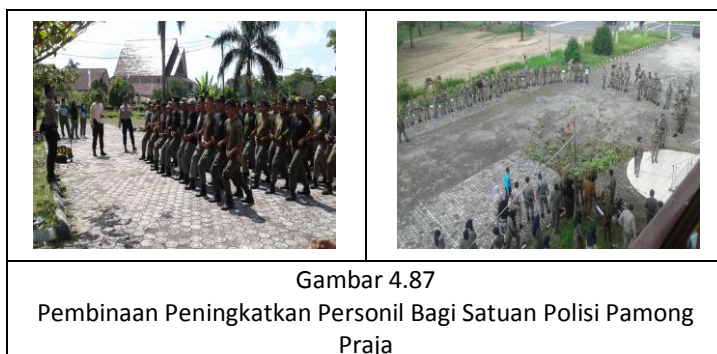 Gambar 4.87
Pembinaan Peningkatkan Personil Bagi Satuan Polisi Pamong
Praja